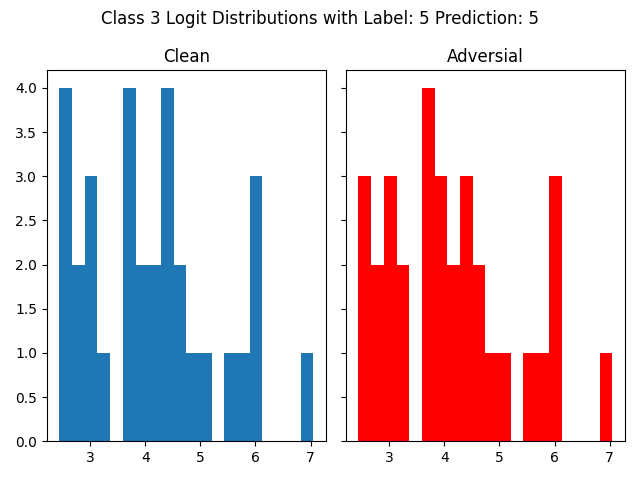 Class 3 Logit Distributions with Label: 5 Prediction: 5
Clean
Adversial
4.0
3.5
3.0
2.5
2.0
1.5
1.0
0.5
0.0
3 4 5 6 7
3 4 5 6 7